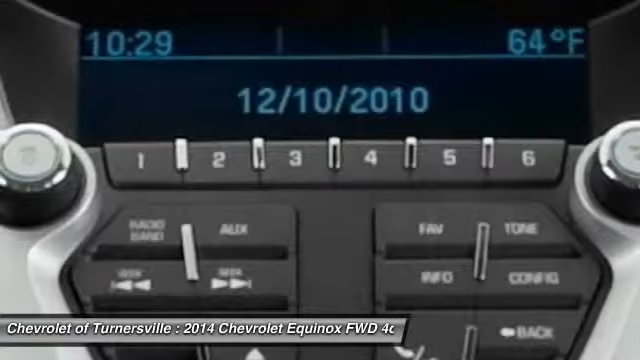 10:29 64°F
12/10/2010
1 2 3 4 5 6
RADIO BAND AUX FAV TONE
SEEK SEEK INFO CONFIG
BACK
Chevrolet of Turnersville : 2014 Chevrolet Equinox FWD 4d